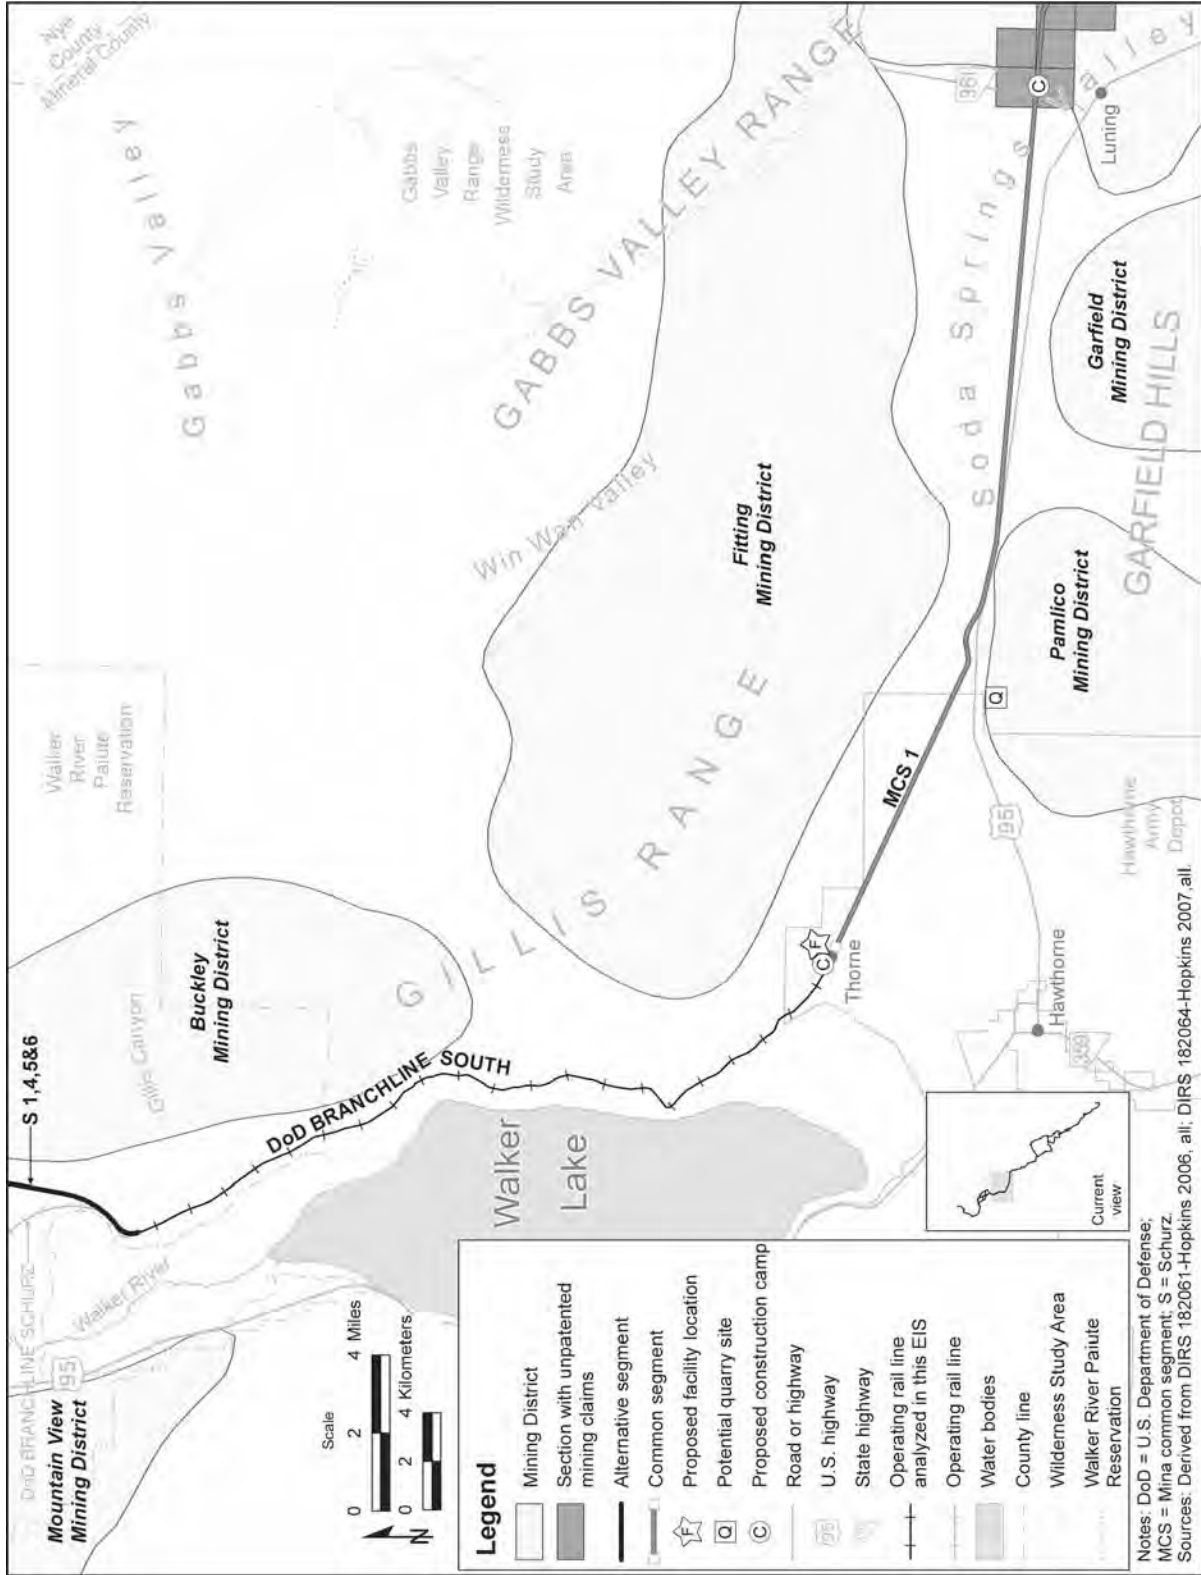 Nye
County
Mineral County
Gabbs Valley
Gabbs
Valley
Range
Wilderness
Study
Area
GABBS VALLEY RANGE
361
C
Soda Springs Valley
Luning
Walker
River
Paiute
Reservation
Win Wan Valley
Fitting
Mining District
Garfield
Mining District
GARFIELD HILLS
Pamlico
Mining District
Q
MCS 1
95
Hawthorne
Army
Depot
S 1,4,5&6
Gillis Canyon
Buckley
Mining District
GILLIS RANGE
DoD BRANCHLINE SOUTH
F
C
Thorne
Hawthorne
359
DoD BRANCHLINE SCHURZ
Walker River
95
Mountain View
Mining District
Walker
Lake
Scale
0 2 4 Miles
0 2 4 Kilometers
N
Current
view
Legend
Mining District
Section with unpatented
mining claims
Alternative segment
Common segment
F Proposed facility location
Q Potential quarry site
C Proposed construction camp
Road or highway
95 U.S. highway
State highway
Operating rail line
analyzed in this EIS
Operating rail line
Water bodies
County line
Wilderness Study Area
Walker River Paiute
Reservation
Notes: DoD = U.S. Department of Defense;
MCS = Mina common segment; S = Schurz.
Sources: Derived from DIRS 182061-Hopkins 2006, all; DIRS 182064-Hopkins 2007,all.